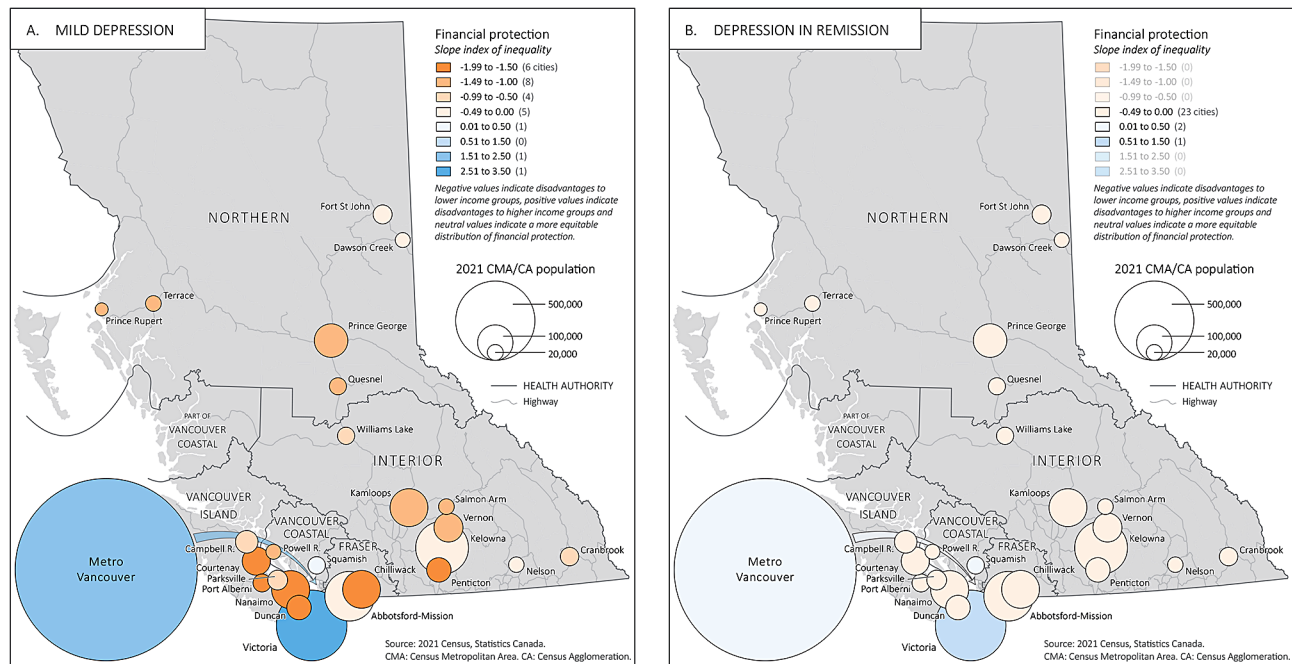 A. MILD DEPRESSION
Financial protection
Slope index of inequality
-1.99 to -1.50 (6 cities)
-1.49 to -1.00 (8)
-0.99 to -0.50 (4)
-0.49 to 0.00 (5)
0.01 to 0.50 (1)
0.51 to 1.50 (0)
1.51 to 2.50 (1)
2.51 to 3.50 (1)
Negative values indicate disadvantages to
lower income groups, positive values indicate
disadvantages to higher income groups and
neutral values indicate a more equitable
distribution of financial protection.
2021 CMA/CA population
500,000
100,000
20,000
HEALTH AUTHORITY
Highway
NORTHERN
Fort St John
Dawson Creek
Terrace
Prince Rupert
Prince George
Quesnel
PART OF
VANCOUVER
COASTAL
Williams Lake
INTERIOR
Kamloops
Salmon Arm
Vernon
Kelowna
VANCOUVER
ISLAND
VANCOUVER
COASTAL
Campbell R.
Powell R.
FRASER
Squamish
Cranbrook
Metro
Vancouver
Courtenay
Parksville
Port Alberni
Chilliwack
Nelson
Penticton
Nanaimo
Duncan
Abbotsford-Mission
Victoria
Source: 2021 Census, Statistics Canada.
CMA: Census Metropolitan Area. CA: Census Agglomeration.
B. DEPRESSION IN REMISSION
Financial protection
Slope index of inequality
-1.99 to -1.50 (0)
-1.49 to -1.00 (0)
-0.99 to -0.50 (0)
-0.49 to 0.00 (23 cities)
0.01 to 0.50 (2)
0.51 to 1.50 (1)
1.51 to 2.50 (0)
2.51 to 3.50 (0)
Negative values indicate disadvantages to
lower income groups, positive values indicate
disadvantages to higher income groups and
neutral values indicate a more equitable
distribution of financial protection.
2021 CMA/CA population
500,000
100,000
20,000
HEALTH AUTHORITY
Highway
NORTHERN
Fort St John
Dawson Creek
Terrace
Prince Rupert
Prince George
Quesnel
PART OF
VANCOUVER
COASTAL
Williams Lake
INTERIOR
Kamloops
Salmon Arm
Vernon
Kelowna
VANCOUVER
ISLAND
VANCOUVER
COASTAL
Campbell R.
Powell R.
FRASER
Squamish
Cranbrook
Metro
Vancouver
Courtenay
Parksville
Port Alberni
Chilliwack
Nelson
Penticton
Nanaimo
Duncan
Abbotsford-Mission
Victoria
Source: 2021 Census, Statistics Canada.
CMA: Census Metropolitan Area. CA: Census Agglomeration.